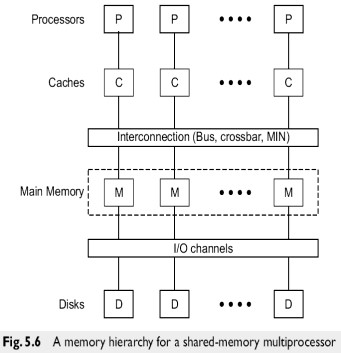 Processors P P P
Caches C C C
Interconnection (Bus, crossbar, MIN)
Main Memory M M M
I/O channels
Disks D D D
Fig. 5.6 A memory hierarchy for a shared-memory multiprocessor